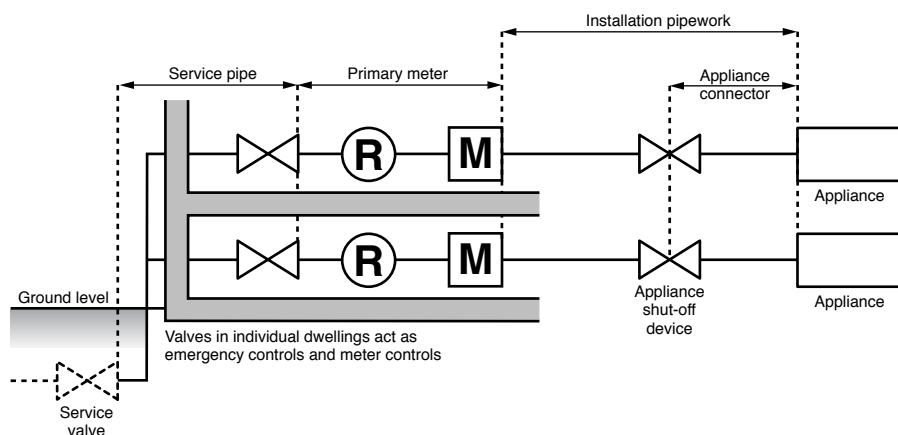 Installation pipework
Service pipe
Primary meter
Appliance
connector
R
M
Appliance
R
M
Ground level
Appliance
shut-off
device
Appliance
Valves in individual dwellings act as
emergency controls and meter controls
Service
valve